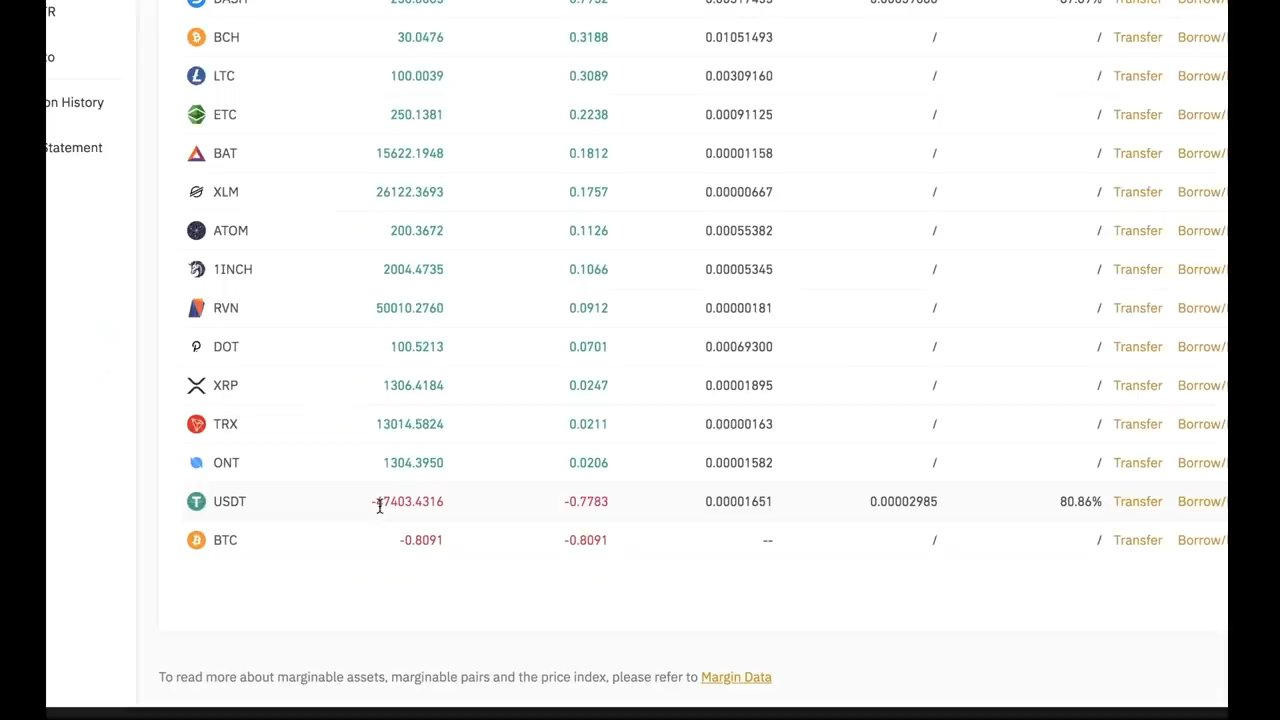 TR
DASH
Transfer
BCH 30.0476 0.3188 0.01051493 / / Transfer Borrow/
to
LTC 100.0039 0.3089 0.00309160 / / Transfer Borrow/
on History
ETC 250.1381 0.2238 0.00091125 / / Transfer Borrow/
Statement
BAT 15622.1948 0.1812 0.00001158 / / Transfer Borrow/
XLM 26122.3693 0.1757 0.00000667 / / Transfer Borrow/
ATOM 200.3672 0.1126 0.00055382 / / Transfer Borrow/
1INCH 2004.4735 0.1066 0.00005345 / / Transfer Borrow/
RVN 50010.2760 0.0912 0.00000181 / / Transfer Borrow/
DOT 100.5213 0.0701 0.00069300 / / Transfer Borrow/
XRP 1306.4184 0.0247 0.00001895 / / Transfer Borrow/
TRX 13014.5824 0.0211 0.00000163 / / Transfer Borrow/
ONT 1304.3950 0.0206 0.00001582 / / Transfer Borrow/
USDT -0.7783 0.00001651 0.00002985 80.86% Transfer Borrow/
BTC -0.8091 -0.8091 -- / / Transfer Borrow/
To read more about marginable assets, marginable pairs and the price index, please refer to Margin Data